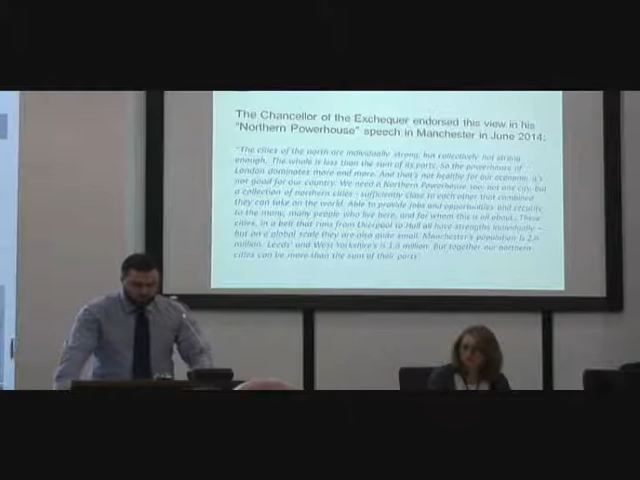 The Chancellor of the Exchequer endorsed this view in his
"Northern Powerhouse" speech in Manchester in June 2014:
"The cities of the north are individually strong, but collectively not strong
enough. The whole is less than the sum of its parts. So the powerhouse of
London dominates more and more. And that's not healthy for our economy. It's
not good for our country. We need a Northern Powerhouse too. Not one city, but
a collection of northern cities - sufficiently close to each other that combined
they can take on the world. Able to provide jobs and opportunities and security
to the many, many people who live here, and for whom this is all about. These
cities, in a belt that runs from Liverpool to Hull all have strengths individually –
but on a global scale they are also quite small. Manchester's population is 2.6
million. Leeds' and West Yorkshire's is 1.8 million. But together our northern
cities can be more than the sum of their parts"